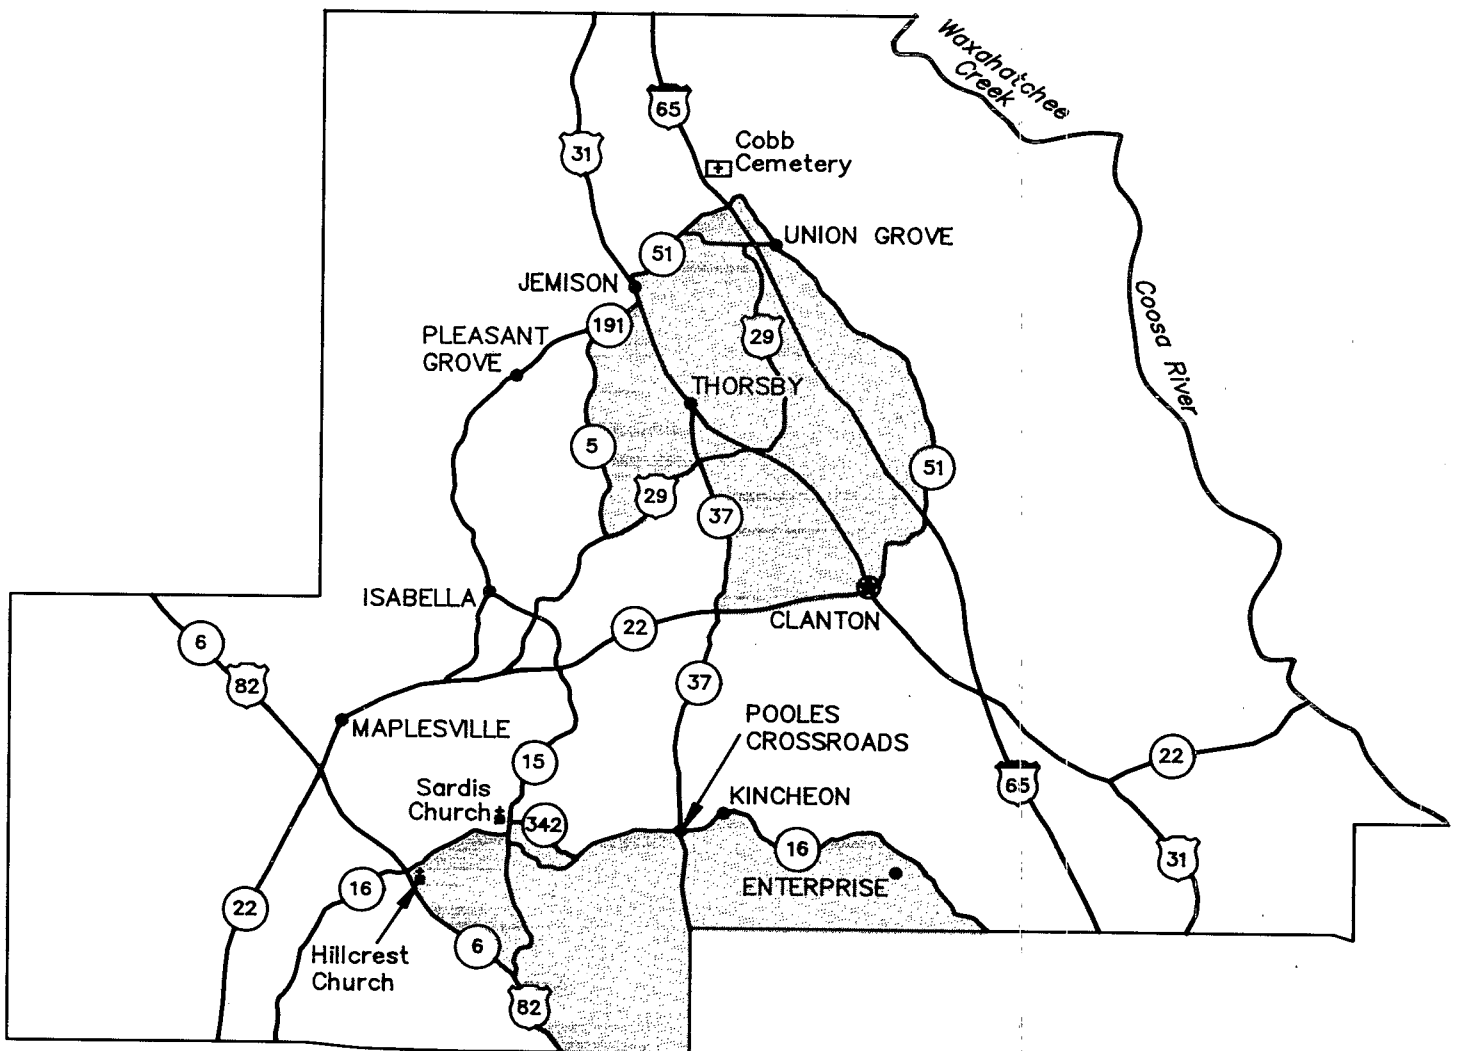 Waxahatchee
Creek
65
31
Cobb
Cemetery
UNION GROVE
51
JEMISON
191
29
PLEASANT
GROVE
Coosa River
THORSBY
5
51
29
37
ISABELLA
CLANTON
22
6
82
37
MAPLESVILLE
POOLES
CROSSROADS
22
15
65
Sardis
Church
KINCHEON
342
16
31
ENTERPRISE
16
22
6
Hillcrest
Church
82